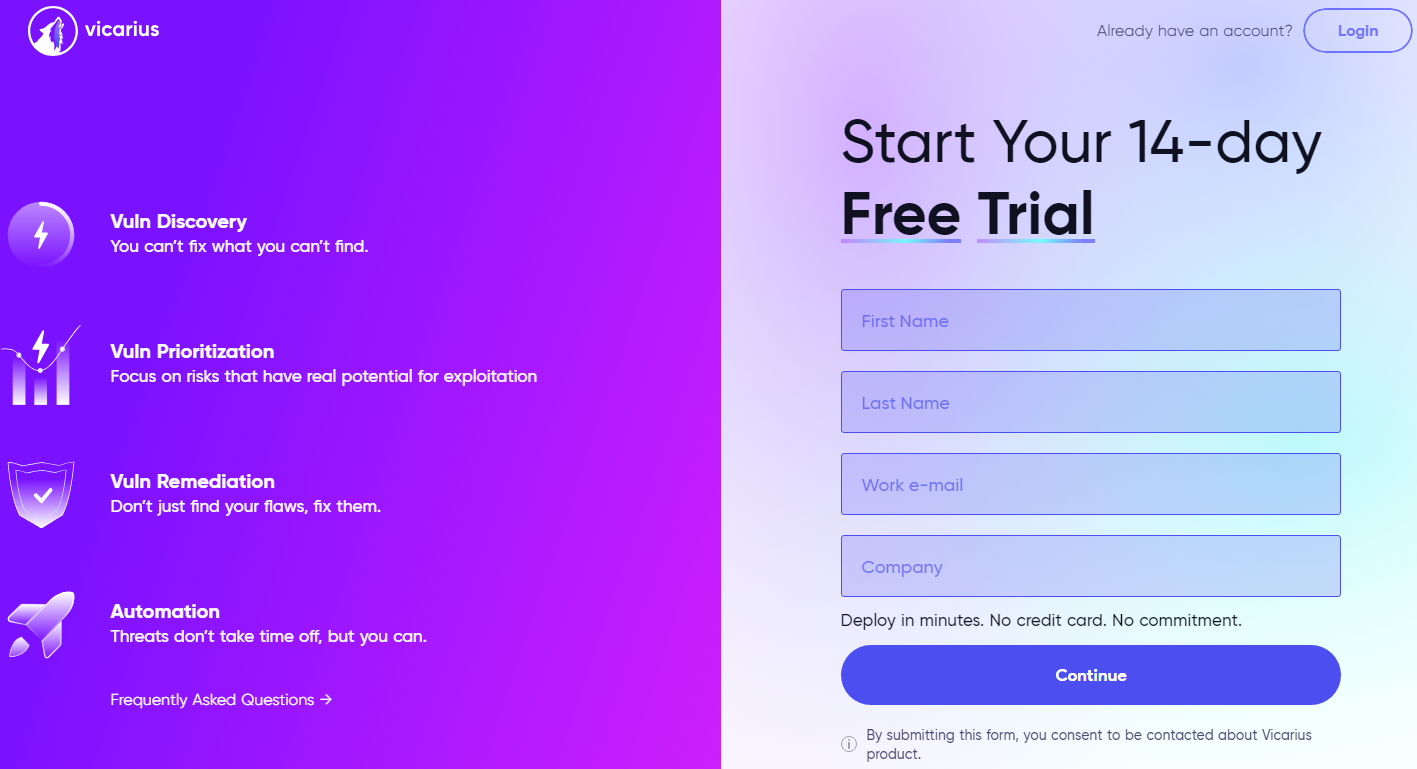 vicarius
Vuln Discovery
You can't fix what you can't find.
Vuln Prioritization
Focus on risks that have real potential for exploitation
Vuln Remediation
Don't just find your flaws, fix them.
Automation
Threats don't take time off, but you can.
Frequently Asked Questions →
Already have an account?
Login
Start Your 14-day
Free Trial
First Name
Last Name
Work e-mail
Company
Deploy in minutes. No credit card. No commitment.
Continue
By submitting this form, you consent to be contacted about Vicarius
product.